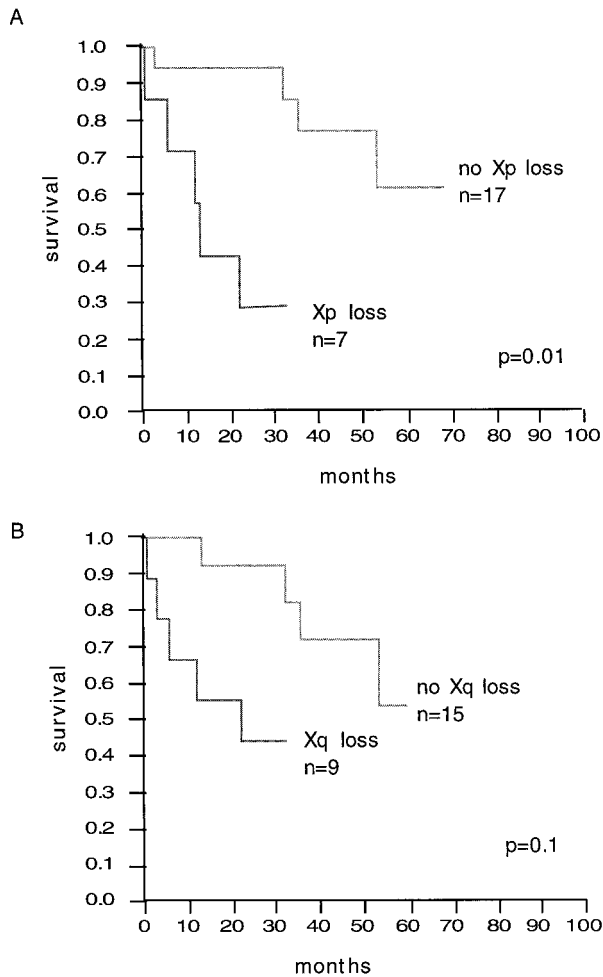 A
1.0
0.9
0.8
0.7
0.6
0.5
0.4
0.3
0.2
0.1
0.0
survival
no Xp loss
n=17
Xp loss
n=7
p=0.01
0 10 20 30 40 50 60 70 80 90 100
months
B
1.0
0.9
0.8
0.7
0.6
0.5
0.4
0.3
0.2
0.1
0.0
survival
no Xq loss
n=15
Xq loss
n=9
p=0.1
0 10 20 30 40 50 60 70 80 90 100
months